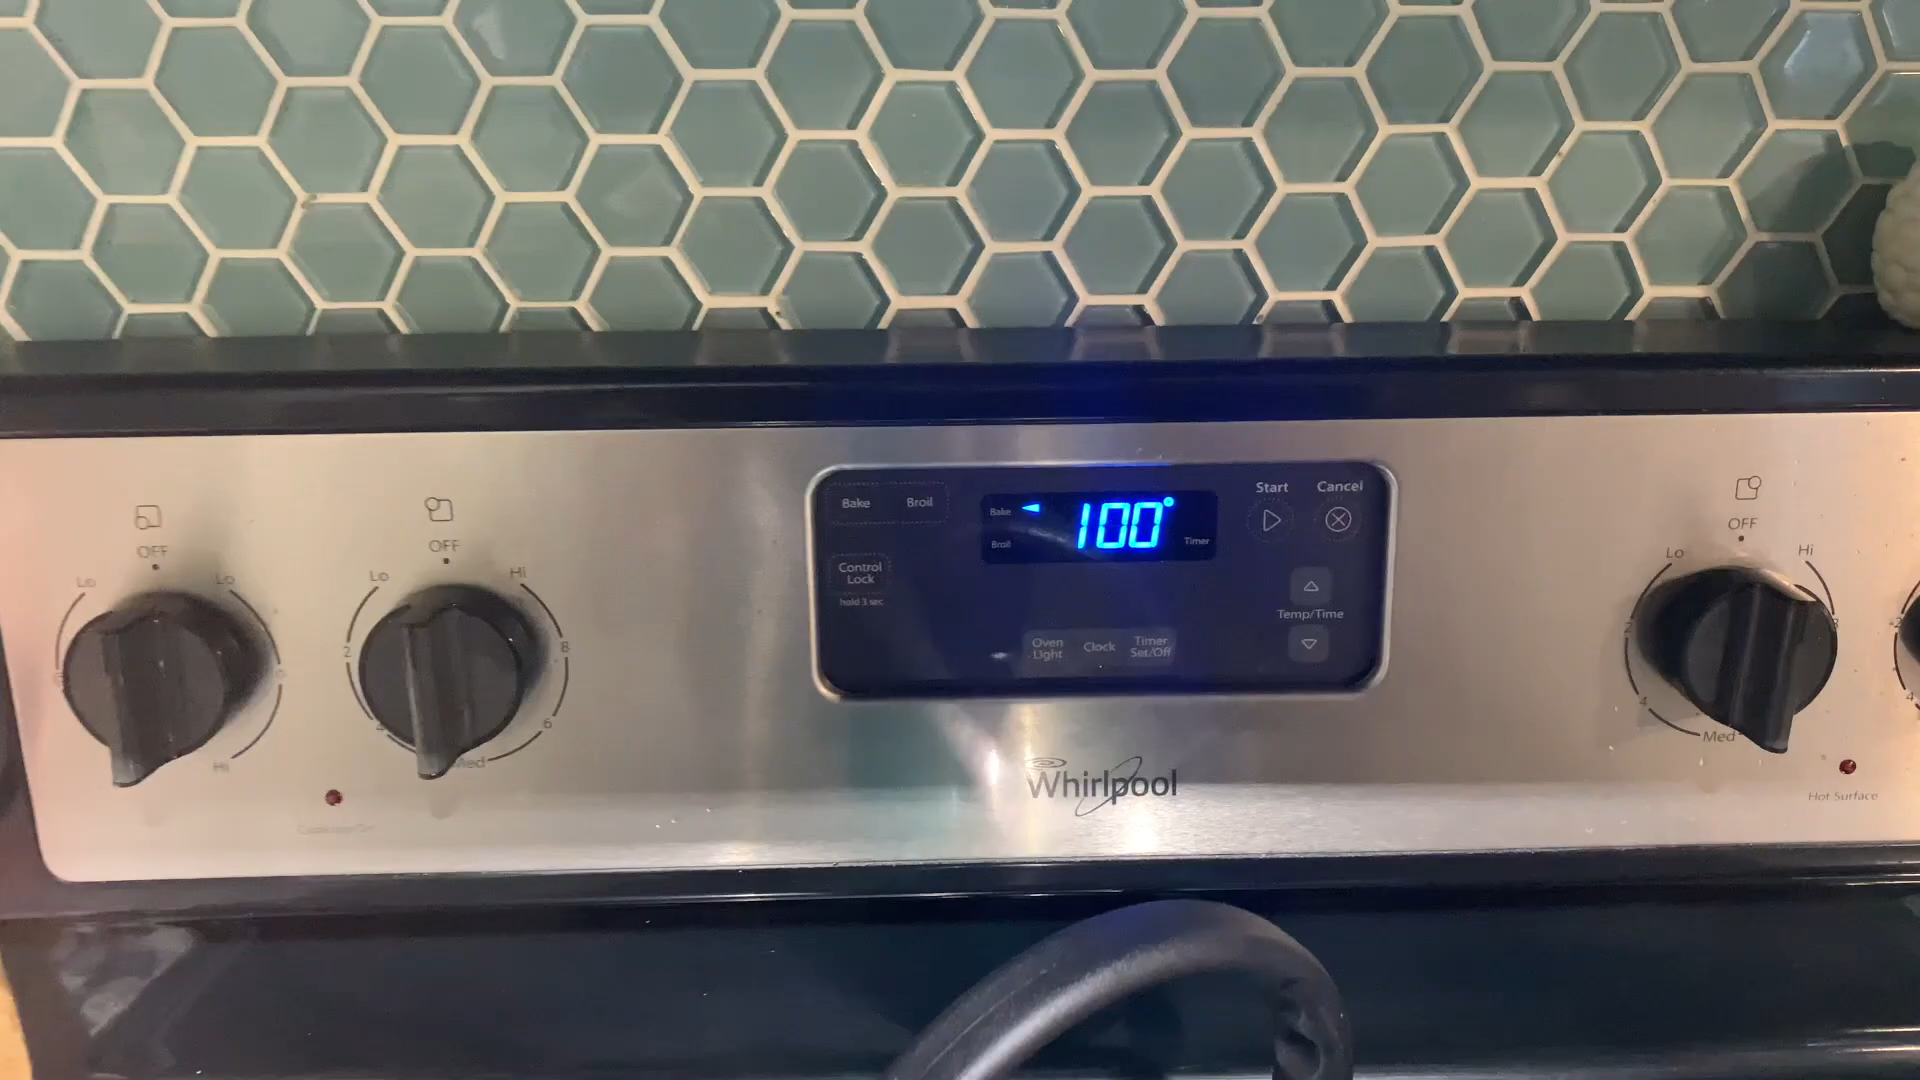 OFF
Lo
Lo
Hi
OFF
Lo
Hi
2
8
6
Med
Bake
Broil
Control
Lock
hold 3 sec
Bake
100°
Broil
Timer
Start
Cancel
Temp/Time
Oven
Light
Clock
Timer
Set/Off
Whirlpool
OFF
Lo
Hi
2
4
Med
Hot Surface
2
4